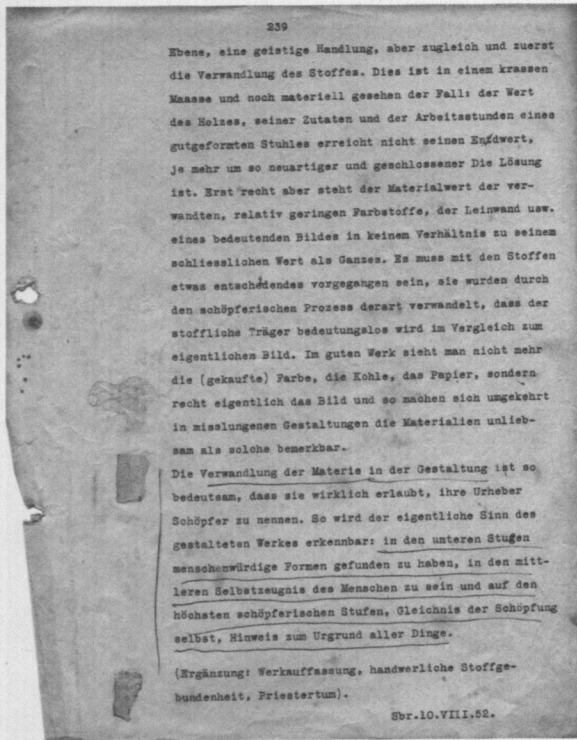 239
Ebene, eine geistige Handlung, aber zugleich und zuerst
die Verwandlung des Stoffes. Dies ist in einem krassen
Maasse und noch materiell gesehen der Fall: der Wert
des Holzes, seiner Zutaten und der Arbeitsstunden eines
gutgeformten Stuhles erreicht nicht seinen Endwert,
je mehr um so neuartiger und geschlossener Die Lösung
ist. Erst recht aber steht der Materialwert der ver-
wandten, relativ geringen Farbstoffe, der Leinwand usw.
eines bedeutenden Bildes in keinem Verhältnis zu seinem
schliesslichen Wert als Ganzes. Es muss mit den Stoffen
etwas entscheidendes vorgegangen sein, sie wurden durch
den schöpferischen Prozess derart verwandelt, dass der
stoffliche Träger bedeutungslos wird im Vergleich zum
eigentlichen Bild. Im guten Werk sieht man nicht mehr
die (gekaufte) Farbe, die Kohle, das Papier, sondern
recht eigentlich das Bild und so machen sich umgekehrt
in misslungenen Gestaltungen die Materialien unlieb-
sam als solche bemerkbar.
Die Verwandlung der Materie in der Gestaltung ist so
bedeutsam, dass sie wirklich erlaubt, ihre Urheber
Schöpfer zu nennen. So wird der eigentliche Sinn des
gestalteten Werkes erkennbar: in den unteren Stufen
menschenwürdige Formen gefunden zu haben, in den mitt-
leren Selbstzeugnis des Menschen zu sein und auf den
höchsten schöpferischen Stufen, Gleichnis der Schöpfung
selbst, Hinweis zum Urgrund aller Dinge.
(Ergänzung: Werkauffassung, handwerliche Stoffge-
bundenheit, Priestertum).
Sbr.10.VIII.52.